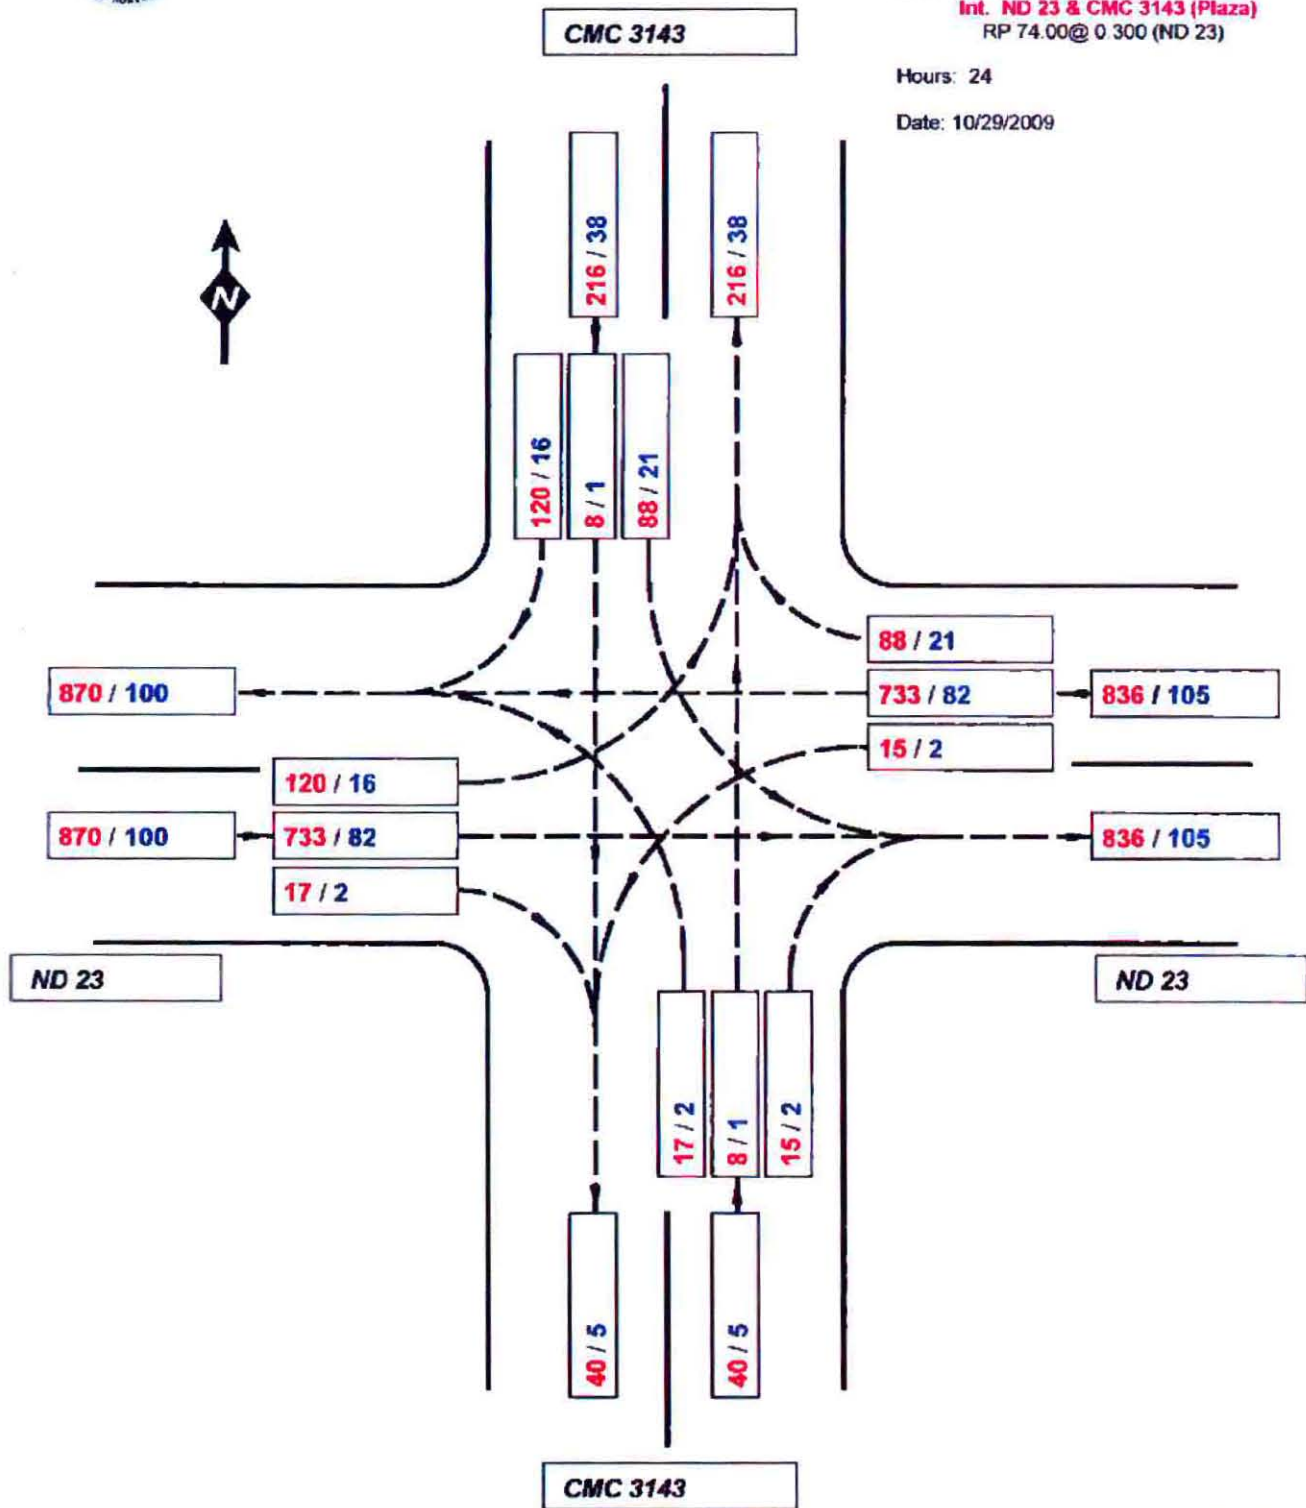 Int. ND 23 & CMC 3143 (Plaza)
CMC 3143
RP 74.00@ 0.300 (ND 23)
Hours: 24
Date: 10/29/2009
216 / 38
216 / 38
N
120 / 16
8 / 1
88 / 21
88 / 21
870 / 100
733 / 82
836 / 105
15 / 2
120 / 16
870 / 100
733 / 82
836 / 105
17 / 2
ND 23
ND 23
17 / 2
8 / 1
15 / 2
40 / 5
40 / 5
CMC 3143